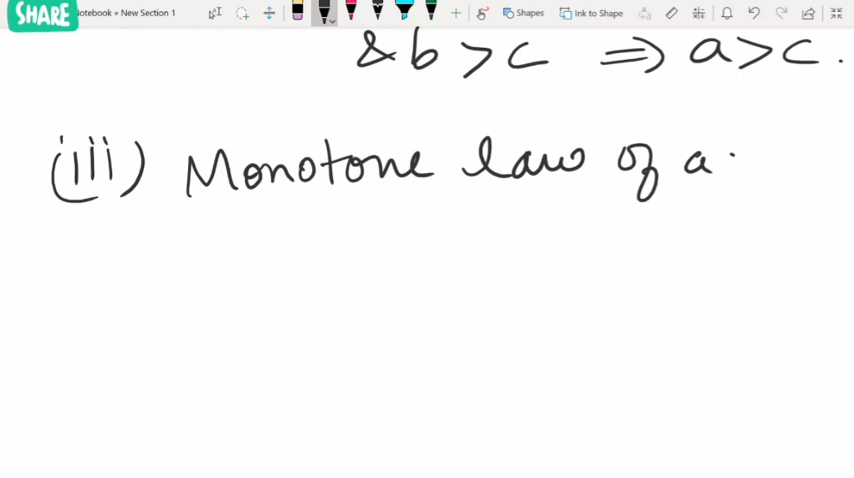 SHARE
Notebook » New Section 1
Shapes
Ink to Shape
& b > c ⇒ a > c .
(iii) Monotone law of a